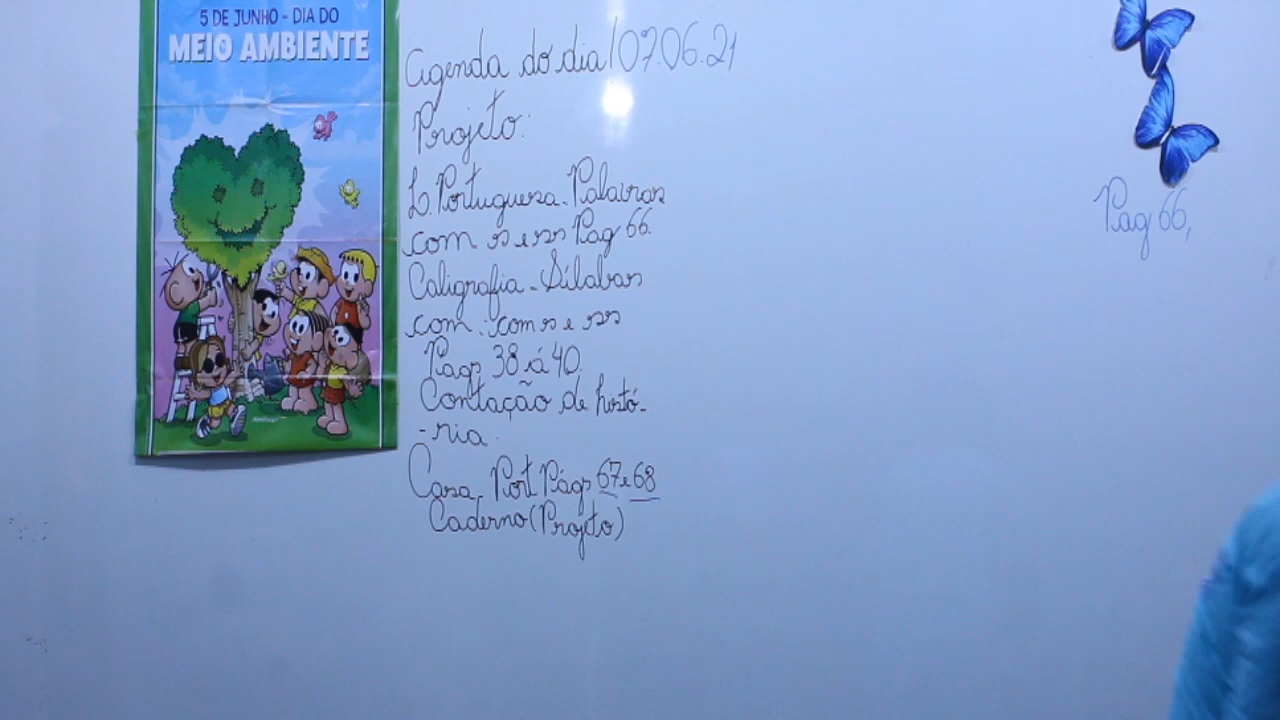 5 DE JUNHO - DIA DO
MEIO AMBIENTE
Agenda do dia 07.06.21
Projeto:
L. Portuguesa - Palavras
com s e ss Pag 66.
Caligrafia - Sílabas
com: com s e ss
Pags 38 á 40.
Contação de histó-
-ria.
Casa - Port Págs 67 e 68
Caderno (Projeto)
Pag 66,